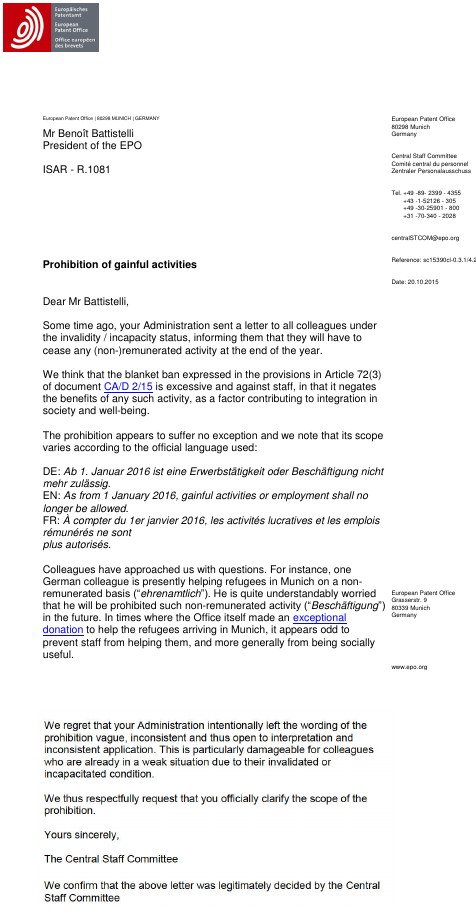 Europäisches
Patentamt
European
Patent Office
Office européen
des brevets
European Patent Office | 80298 MUNICH | GERMANY
Mr Benoît Battistelli
President of the EPO
ISAR - R.1081
European Patent Office
80298 Munich
Germany
Central Staff Committee
Comité central du personnel
Zentraler Personalausschuss
Tel. +49 -89- 2399 - 4355
+43 -1-52126 - 305
+49 -30-25901 - 800
+31 -70-340 - 2028
centralSTCOM@epo.org
Reference: sc15390cl-0.3.1/4.2
Date: 20.10.2015
Prohibition of gainful activities
Dear Mr Battistelli,
Some time ago, your Administration sent a letter to all colleagues under
the invalidity / incapacity status, informing them that they will have to
cease any (non-)remunerated activity at the end of the year.
We think that the blanket ban expressed in the provisions in Article 72(3)
of document CA/D 2/15 is excessive and against staff, in that it negates
the benefits of any such activity, as a factor contributing to integration in
society and well-being.
The prohibition appears to suffer no exception and we note that its scope
varies according to the official language used:
DE: Ab 1. Januar 2016 ist eine Erwerbstätigkeit oder Beschäftigung nicht
mehr zulässig.
EN: As from 1 January 2016, gainful activities or employment shall no
longer be allowed.
FR: À compter du 1er janvier 2016, les activités lucratives et les emplois
rémunérés ne sont
plus autorisés.
Colleagues have approached us with questions. For instance, one
German colleague is presently helping refugees in Munich on a non-
remunerated basis (“ehrenamtlich”). He is quite understandably worried
that he will be prohibited such non-remunerated activity (“Beschäftigung”)
in the future. In times where the Office itself made an exceptional
donation to help the refugees arriving in Munich, it appears odd to
prevent staff from helping them, and more generally from being socially
useful.
European Patent Office
Grasserstr. 9
80339 Munich
Germany
www.epo.org
We regret that your Administration intentionally left the wording of the
prohibition vague, inconsistent and thus open to interpretation and
inconsistent application. This is particularly damageable for colleagues
who are already in a weak situation due to their invalidated or
incapacitated condition.
We thus respectfully request that you officially clarify the scope of the
prohibition.
Yours sincerely,
The Central Staff Committee
We confirm that the above letter was legitimately decided by the Central
Staff Committee